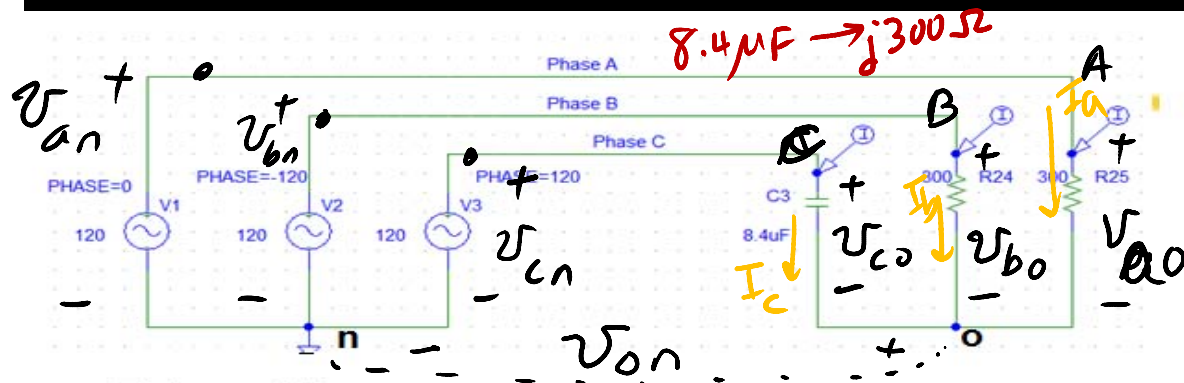 8.4μF → j300Ω
Phase A
A
Phase B
B
Phase C
C
+
+
+
+
+
+
Van
Vbn
Vcn
PHASE=0
PHASE=-120
PHASE=120
V1
V2
V3
120
120
120
C3
8.4uF
300
R24
300
R25
I
I
I
Ia
Ib
Ic
Vco
Vbo
Vao
−
−
−
−
−
−
n
− Von +
o